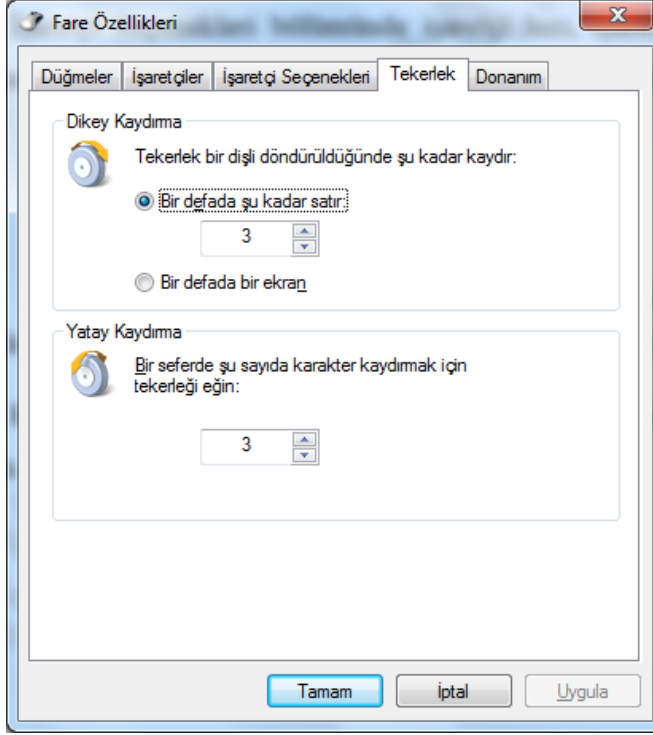 Fare Özellikleri
Düğmeler İşaretçiler İşaretçi Seçenekleri Tekerlek Donanım
Dikey Kaydırma
Tekerlek bir dişli döndürüldüğünde şu kadar kaydır:
Bir defada şu kadar satır:
3
Bir defada bir ekran
Yatay Kaydırma
Bir seferde şu sayıda karakter kaydırmak için
tekerleği eğin:
3
Tamam İptal Uygula